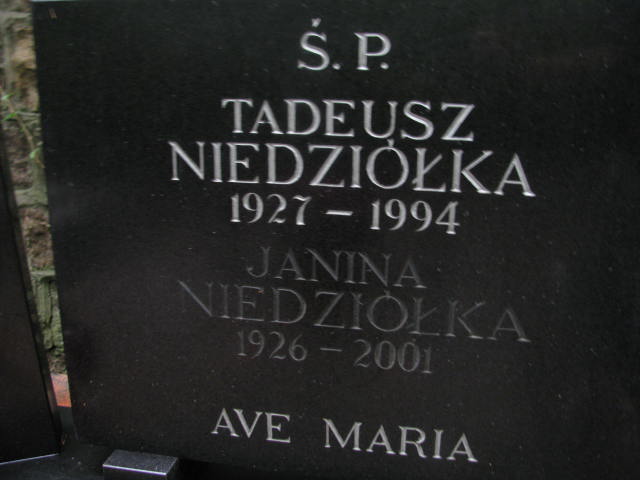 Ś. P.
TADEUSZ
NIEDZIÓŁKA
1927 – 1994
JANINA
NIEDZIÓŁKA
1926 – 2001
AVE MARIA